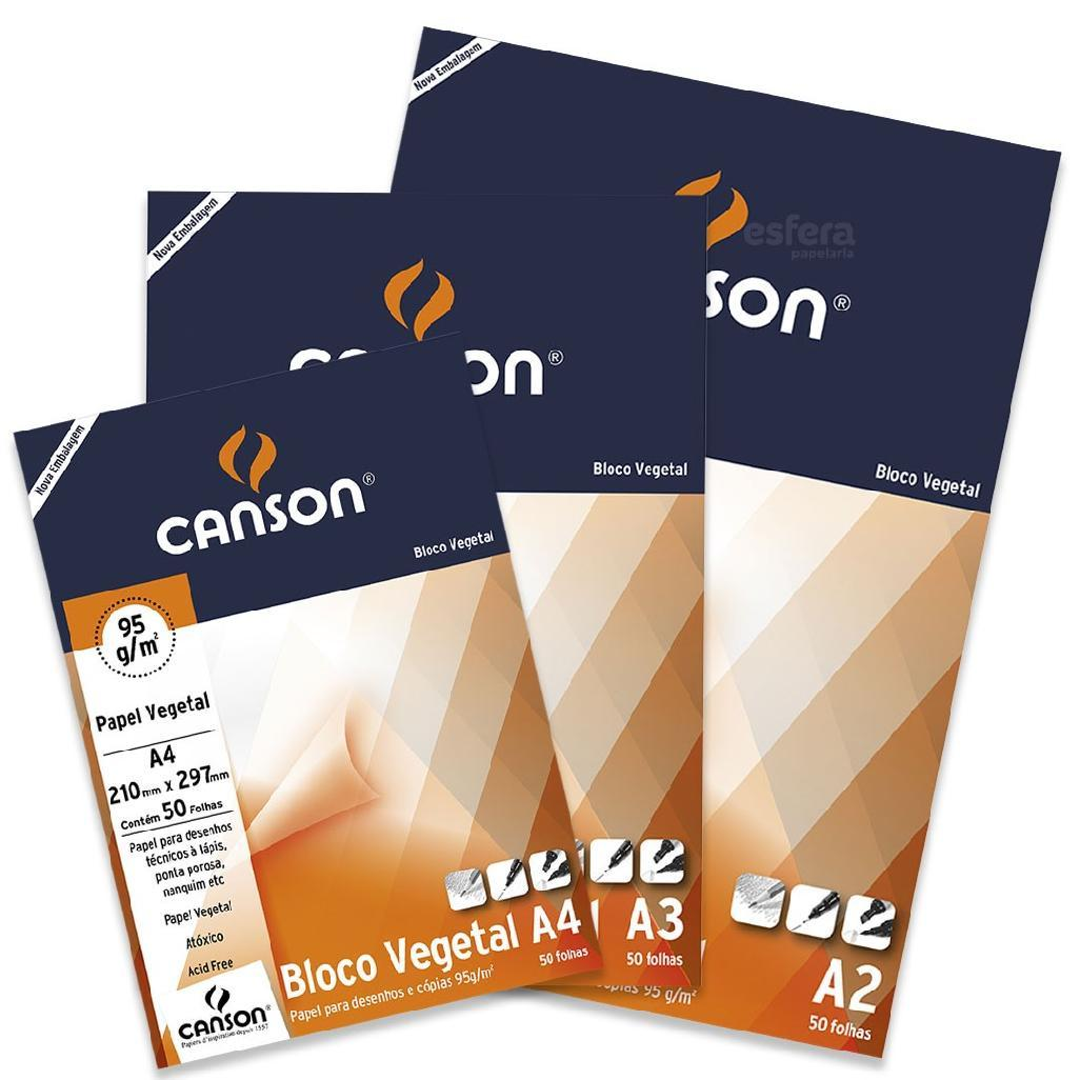 Nova Embalagem
esfera
papelaria
son®
Bloco Vegetal
A2
50 folhas
Nova Embalagem
on®
Bloco Vegetal
A3
50 folhas
95 g/m²
Nova Embalagem
CANSON®
Bloco Vegetal
95
g/m²
Papel Vegetal
A4
210mm x 297mm
Contém 50 Folhas
Papel para desenhos
técnicos à lápis,
ponta porosa,
nanquim etc
Papel Vegetal
Atóxico
Acid Free
CANSON®
Bloco Vegetal A4
50 folhas
Papel para desenhos e cópias 95g/m²